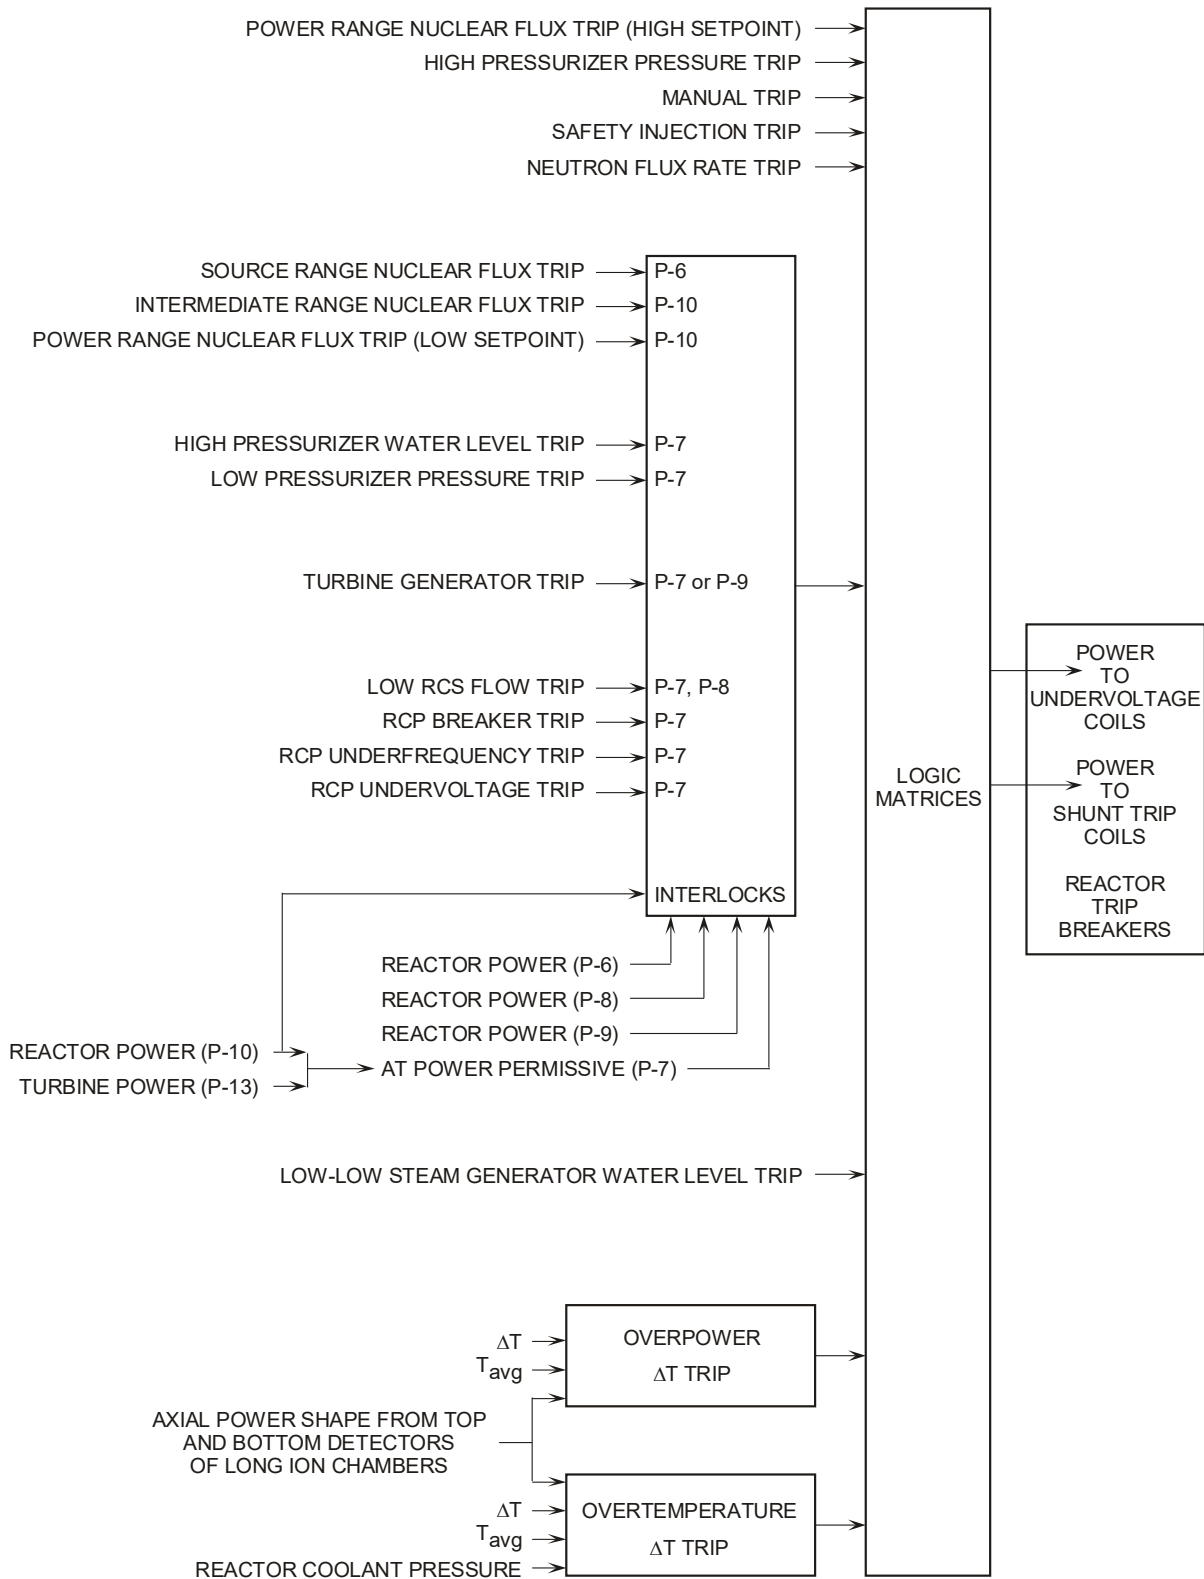 POWER RANGE NUCLEAR FLUX TRIP (HIGH SETPOINT)
HIGH PRESSURIZER PRESSURE TRIP
MANUAL TRIP
SAFETY INJECTION TRIP
NEUTRON FLUX RATE TRIP
SOURCE RANGE NUCLEAR FLUX TRIP P-6
INTERMEDIATE RANGE NUCLEAR FLUX TRIP P-10
POWER RANGE NUCLEAR FLUX TRIP (LOW SETPOINT) P-10
HIGH PRESSURIZER WATER LEVEL TRIP P-7
LOW PRESSURIZER PRESSURE TRIP P-7
TURBINE GENERATOR TRIP P-7 or P-9
LOW RCS FLOW TRIP P-7, P-8
RCP BREAKER TRIP P-7
RCP UNDERFREQUENCY TRIP P-7
RCP UNDERVOLTAGE TRIP P-7
INTERLOCKS
LOGIC
MATRICES
POWER
TO
UNDERVOLTAGE
COILS
POWER
TO
SHUNT TRIP
COILS
REACTOR
TRIP
BREAKERS
REACTOR POWER (P-6)
REACTOR POWER (P-8)
REACTOR POWER (P-9)
REACTOR POWER (P-10)
AT POWER PERMISSIVE (P-7)
TURBINE POWER (P-13)
LOW-LOW STEAM GENERATOR WATER LEVEL TRIP
ΔT
Tavg
OVERPOWER
ΔT TRIP
AXIAL POWER SHAPE FROM TOP
AND BOTTOM DETECTORS
OF LONG ION CHAMBERS
ΔT
Tavg
REACTOR COOLANT PRESSURE
OVERTEMPERATURE
ΔT TRIP